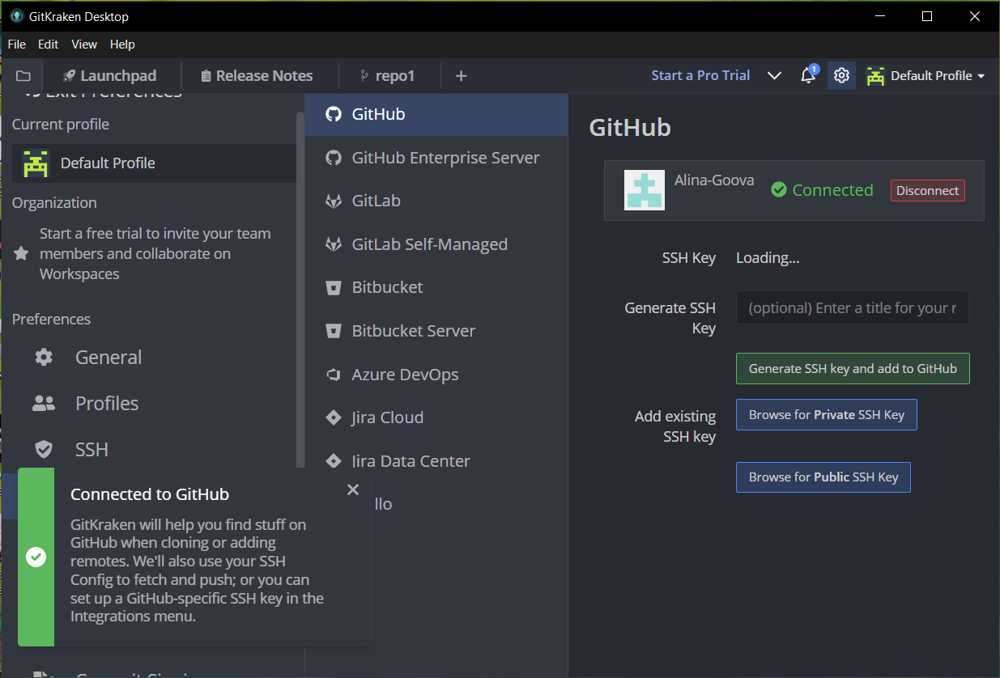 GitKraken Desktop
File Edit View Help
Launchpad
Release Notes
repo1
Start a Pro Trial
1
Default Profile
Exit Preferences
Current profile
Default Profile
Organization
Start a free trial to invite your team
members and collaborate on
Workspaces
Preferences
General
Profiles
SSH
Connected to GitHub
GitKraken will help you find stuff on
GitHub when cloning or adding
remotes. We'll also use your SSH
Config to fetch and push; or you can
set up a GitHub-specific SSH key in the
Integrations menu.
GitHub
GitHub Enterprise Server
GitLab
GitLab Self-Managed
Bitbucket
Bitbucket Server
Azure DevOps
Jira Cloud
Jira Data Center
llo
GitHub
Alina-Goova
Connected
Disconnect
SSH Key Loading...
Generate SSH
Key
(optional) Enter a title for your r
Generate SSH key and add to GitHub
Add existing
SSH key
Browse for Private SSH Key
Browse for Public SSH Key